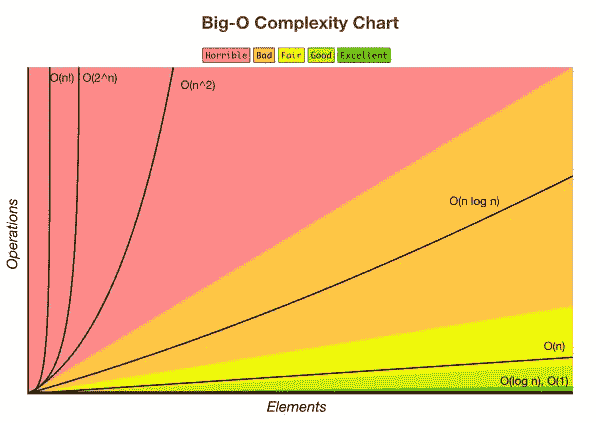 Big-O Complexity Chart
Horrible Bad Fair Good Excellent
O(n!) O(2^n)
O(n^2)
O(n log n)
O(n)
O(log n), O(1)
Operations
Elements